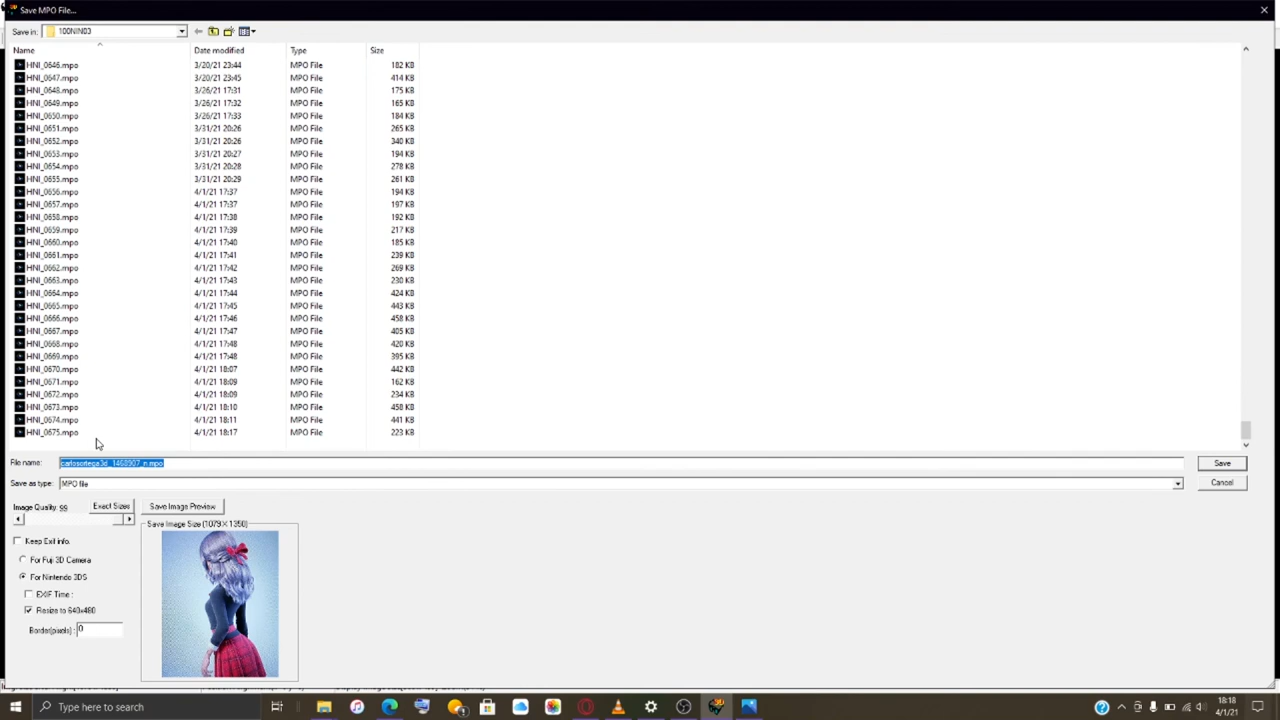 Save MPO File...
Save in: 100NIN03
Name Date modified Type Size
HNI_0646.mpo 3/20/21 23:44 MPO File 182 KB
HNI_0647.mpo 3/20/21 23:45 MPO File 414 KB
HNI_0648.mpo 3/26/21 17:31 MPO File 175 KB
HNI_0649.mpo 3/26/21 17:32 MPO File 165 KB
HNI_0650.mpo 3/26/21 17:33 MPO File 184 KB
HNI_0651.mpo 3/31/21 20:26 MPO File 265 KB
HNI_0652.mpo 3/31/21 20:26 MPO File 340 KB
HNI_0653.mpo 3/31/21 20:27 MPO File 194 KB
HNI_0654.mpo 3/31/21 20:28 MPO File 278 KB
HNI_0655.mpo 3/31/21 20:29 MPO File 261 KB
HNI_0656.mpo 4/1/21 17:37 MPO File 194 KB
HNI_0657.mpo 4/1/21 17:37 MPO File 197 KB
HNI_0658.mpo 4/1/21 17:38 MPO File 192 KB
HNI_0659.mpo 4/1/21 17:39 MPO File 217 KB
HNI_0660.mpo 4/1/21 17:40 MPO File 185 KB
HNI_0661.mpo 4/1/21 17:41 MPO File 239 KB
HNI_0662.mpo 4/1/21 17:42 MPO File 269 KB
HNI_0663.mpo 4/1/21 17:43 MPO File 230 KB
HNI_0664.mpo 4/1/21 17:44 MPO File 424 KB
HNI_0665.mpo 4/1/21 17:45 MPO File 443 KB
HNI_0666.mpo 4/1/21 17:46 MPO File 458 KB
HNI_0667.mpo 4/1/21 17:47 MPO File 405 KB
HNI_0668.mpo 4/1/21 17:48 MPO File 420 KB
HNI_0669.mpo 4/1/21 17:48 MPO File 395 KB
HNI_0670.mpo 4/1/21 18:07 MPO File 442 KB
HNI_0671.mpo 4/1/21 18:09 MPO File 162 KB
HNI_0672.mpo 4/1/21 18:09 MPO File 234 KB
HNI_0673.mpo 4/1/21 18:10 MPO File 458 KB
HNI_0674.mpo 4/1/21 18:11 MPO File 441 KB
HNI_0675.mpo 4/1/21 18:17 MPO File 223 KB
File name: carlosortega3d_1468907_n.mpo Save
Save as type: MPO file Cancel
Image Quality: 99 Exact Sizes Save Image Preview
Save Image Size (1079×1350)
Keep Exif info.
For Fuji 3D Camera
For Nintendo 3DS
EXIF Time :
Resize to 640x480
Border(pixels) : 0
Type here to search
18:18
4/1/21